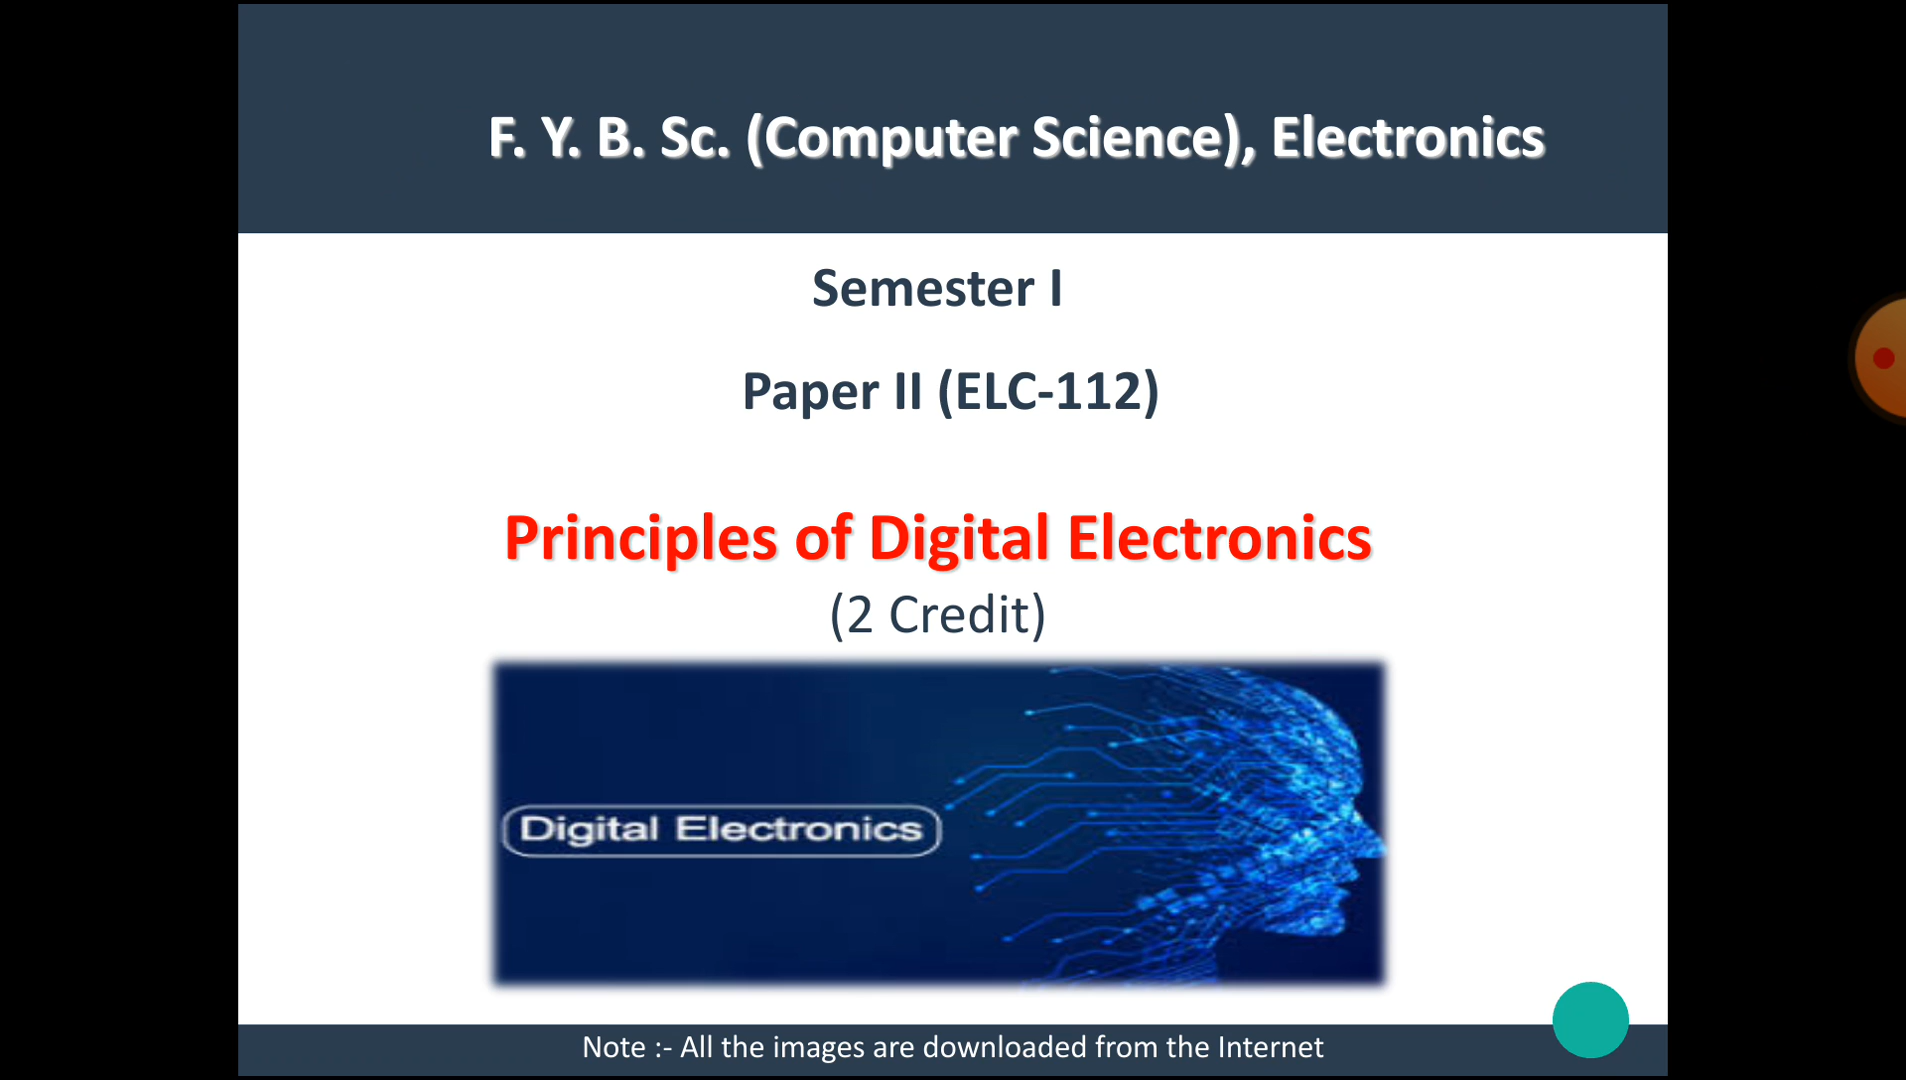 F. Y. B. Sc. (Computer Science), Electronics
Semester I
Paper II (ELC-112)
Principles of Digital Electronics
(2 Credit)
Digital Electronics
Note :- All the images are downloaded from the Internet